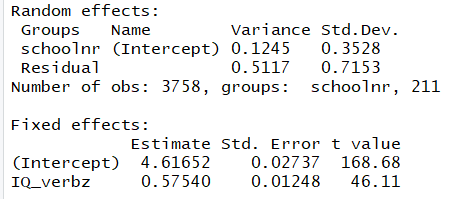 Random effects:
Groups Name Variance Std.Dev.
schoolnr (Intercept) 0.1245 0.3528
Residual 0.5117 0.7153
Number of obs: 3758, groups: schoolnr, 211
Fixed effects:
Estimate Std. Error t value
(Intercept) 4.61652 0.02737 168.68
IQ_verbz 0.57540 0.01248 46.11